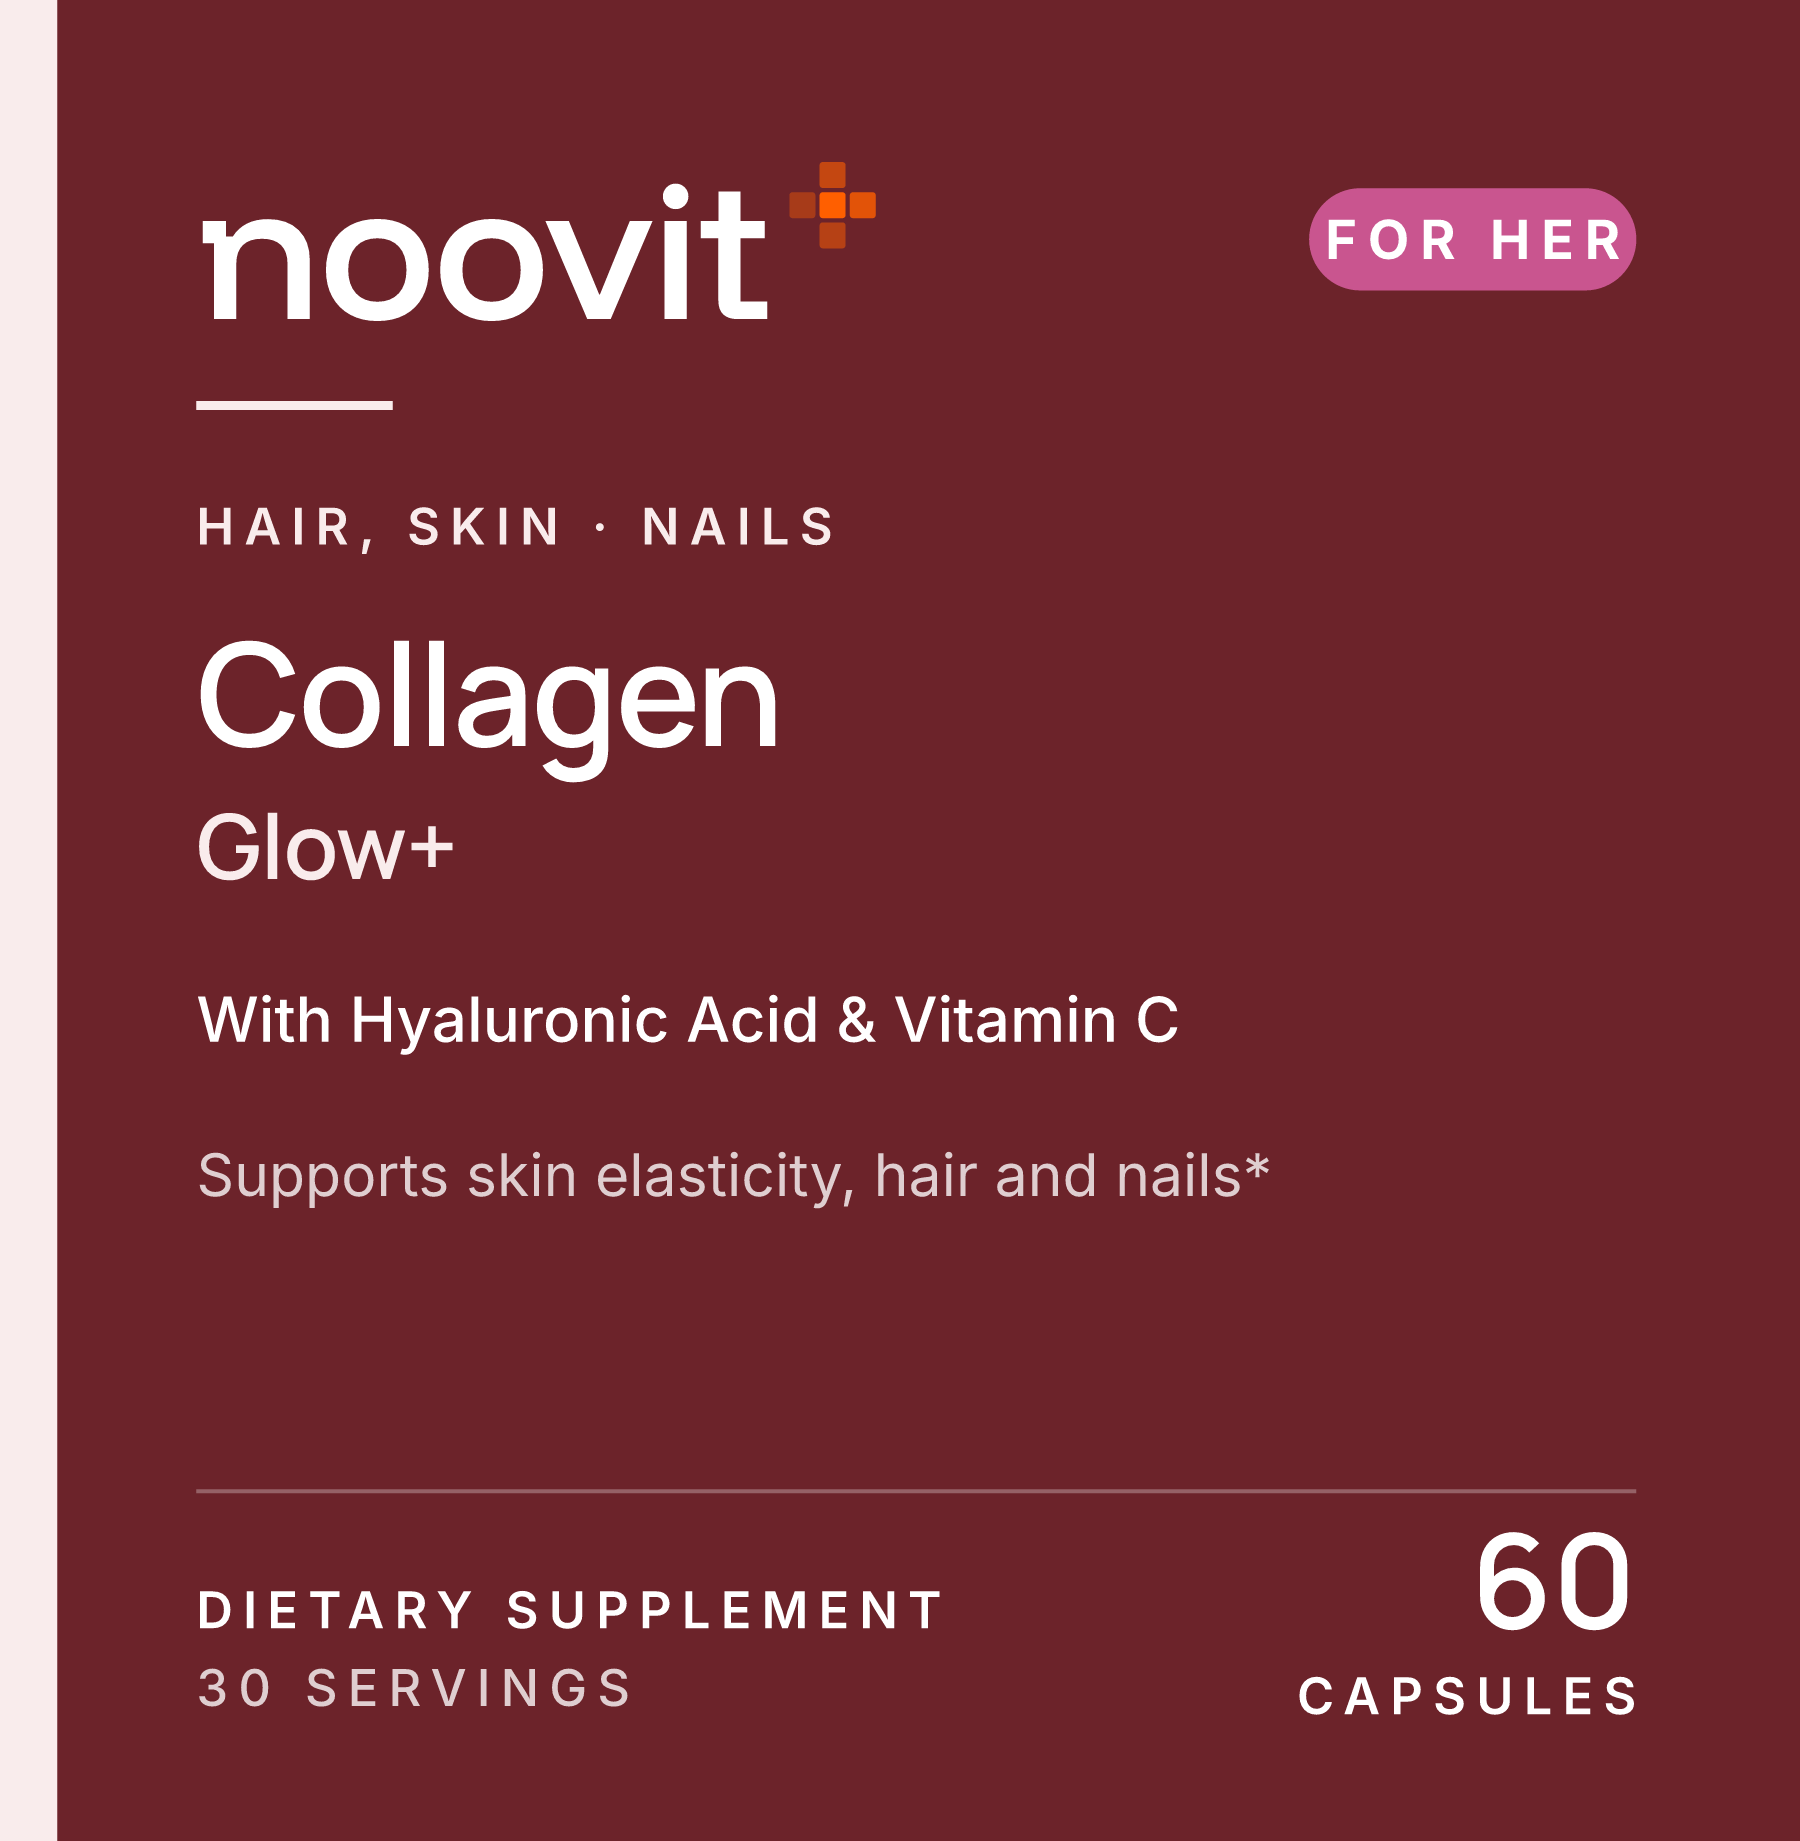 noovit
FOR HER
HAIR, SKIN · NAILS
Collagen
Glow+
With Hyaluronic Acid & Vitamin C
Supports skin elasticity, hair and nails*
DIETARY SUPPLEMENT
30 SERVINGS
60
CAPSULES